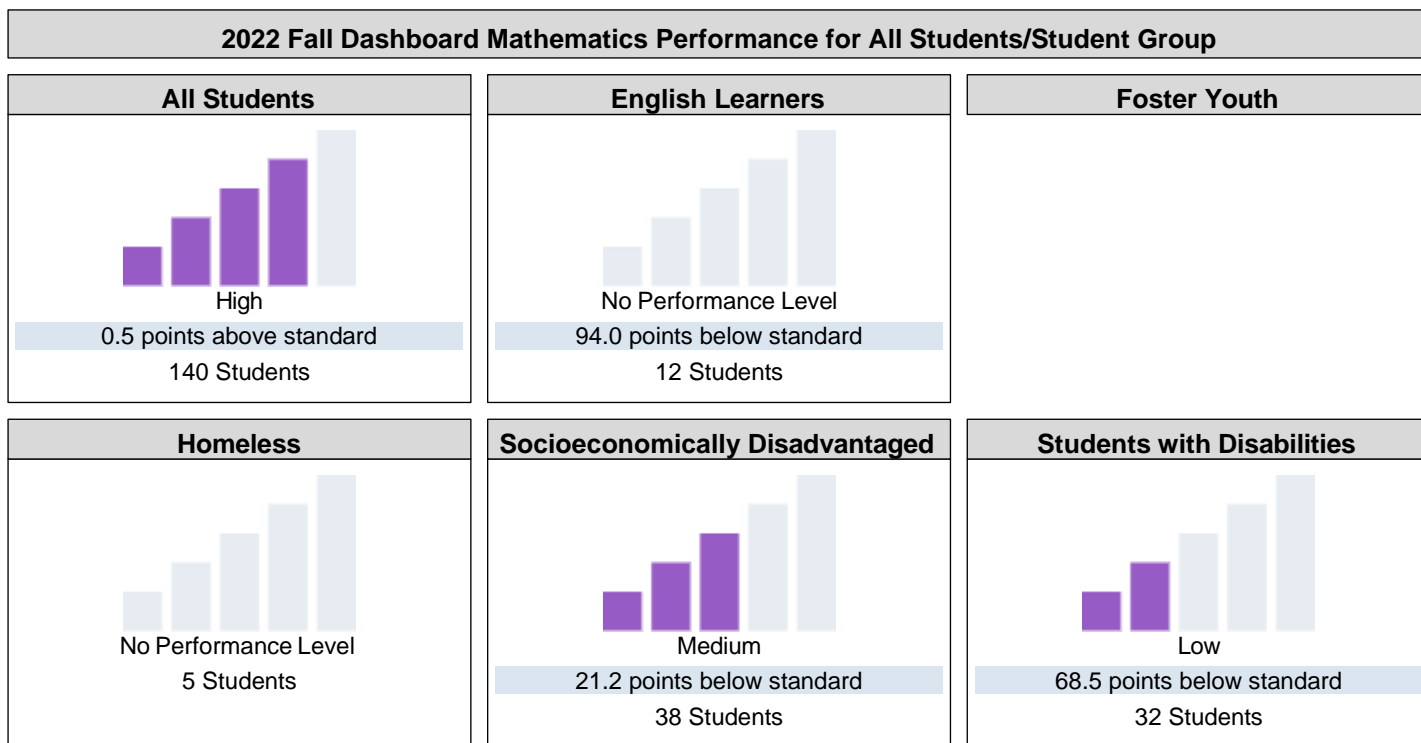 2022 Fall Dashboard Mathematics Performance for All Students/Student Group
All Students
High
0.5 points above standard
140 Students
English Learners
No Performance Level
94.0 points below standard
12 Students
Foster Youth
Homeless
No Performance Level
5 Students
Socioeconomically Disadvantaged
Medium
21.2 points below standard
38 Students
Students with Disabilities
Low
68.5 points below standard
32 Students